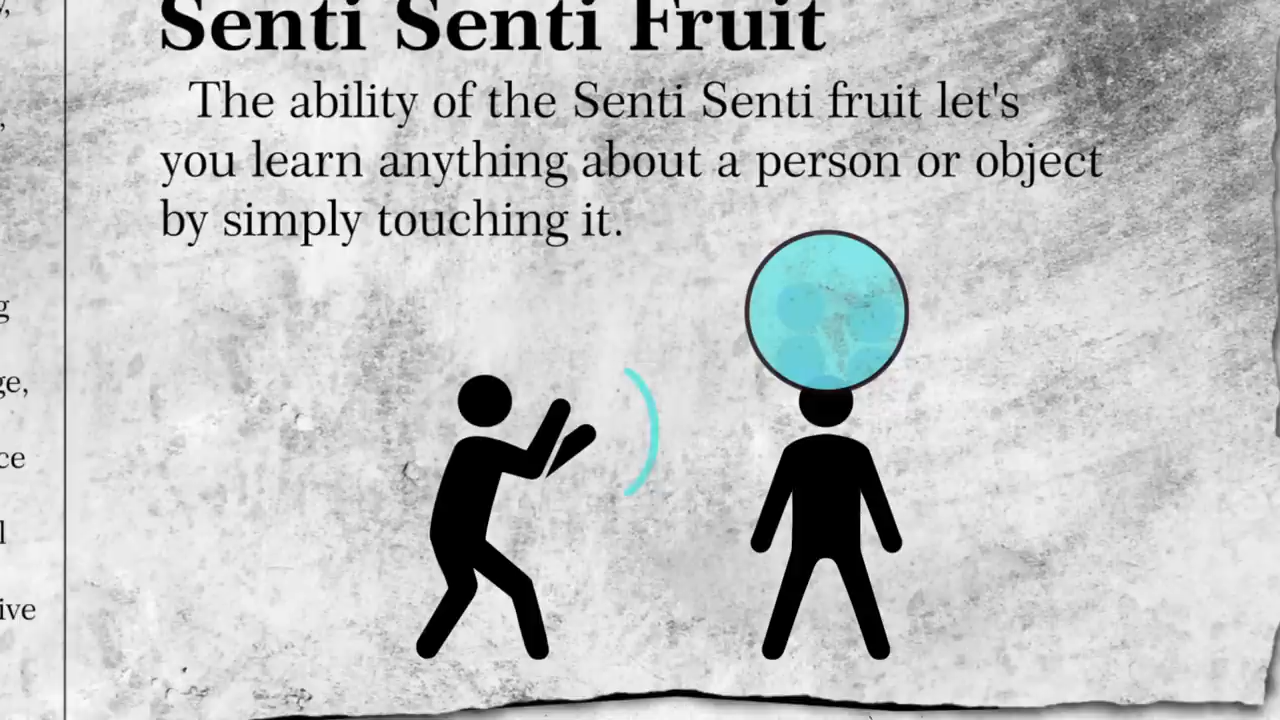 Senti Senti Fruit
The ability of the Senti Senti fruit let's
you learn anything about a person or object
by simply touching it.